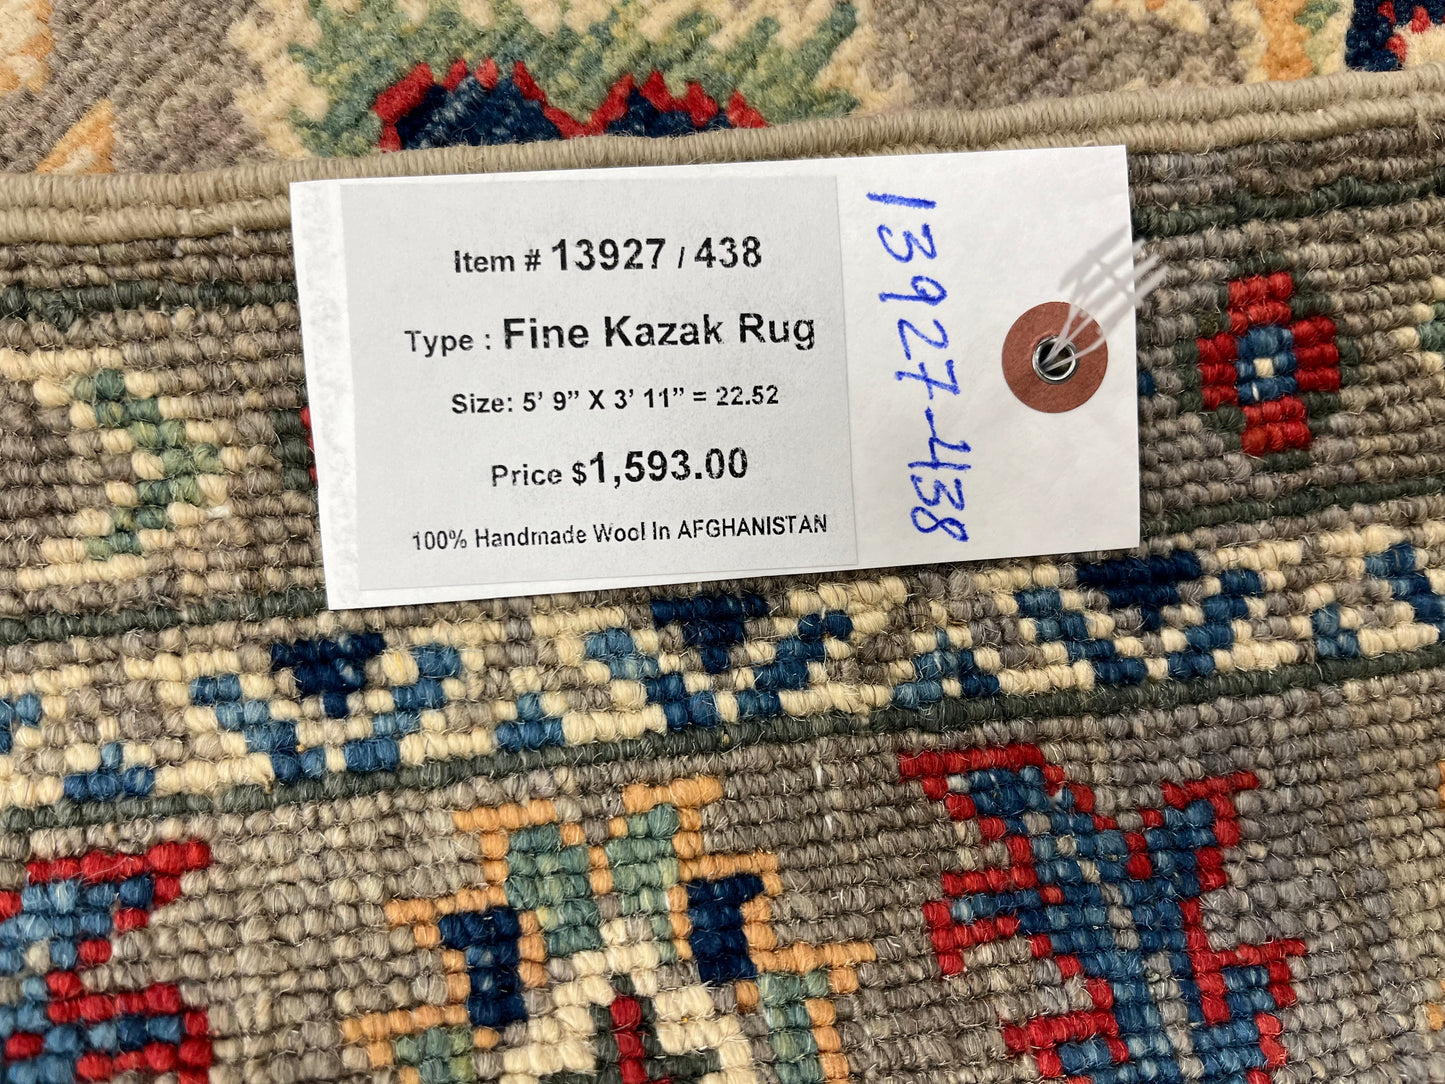 Item # 13927 / 438
Type : Fine Kazak Rug
Size: 5' 9” X 3' 11” = 22.52
Price $1,593.00
100% Handmade Wool In AFGHANISTAN
13927-438